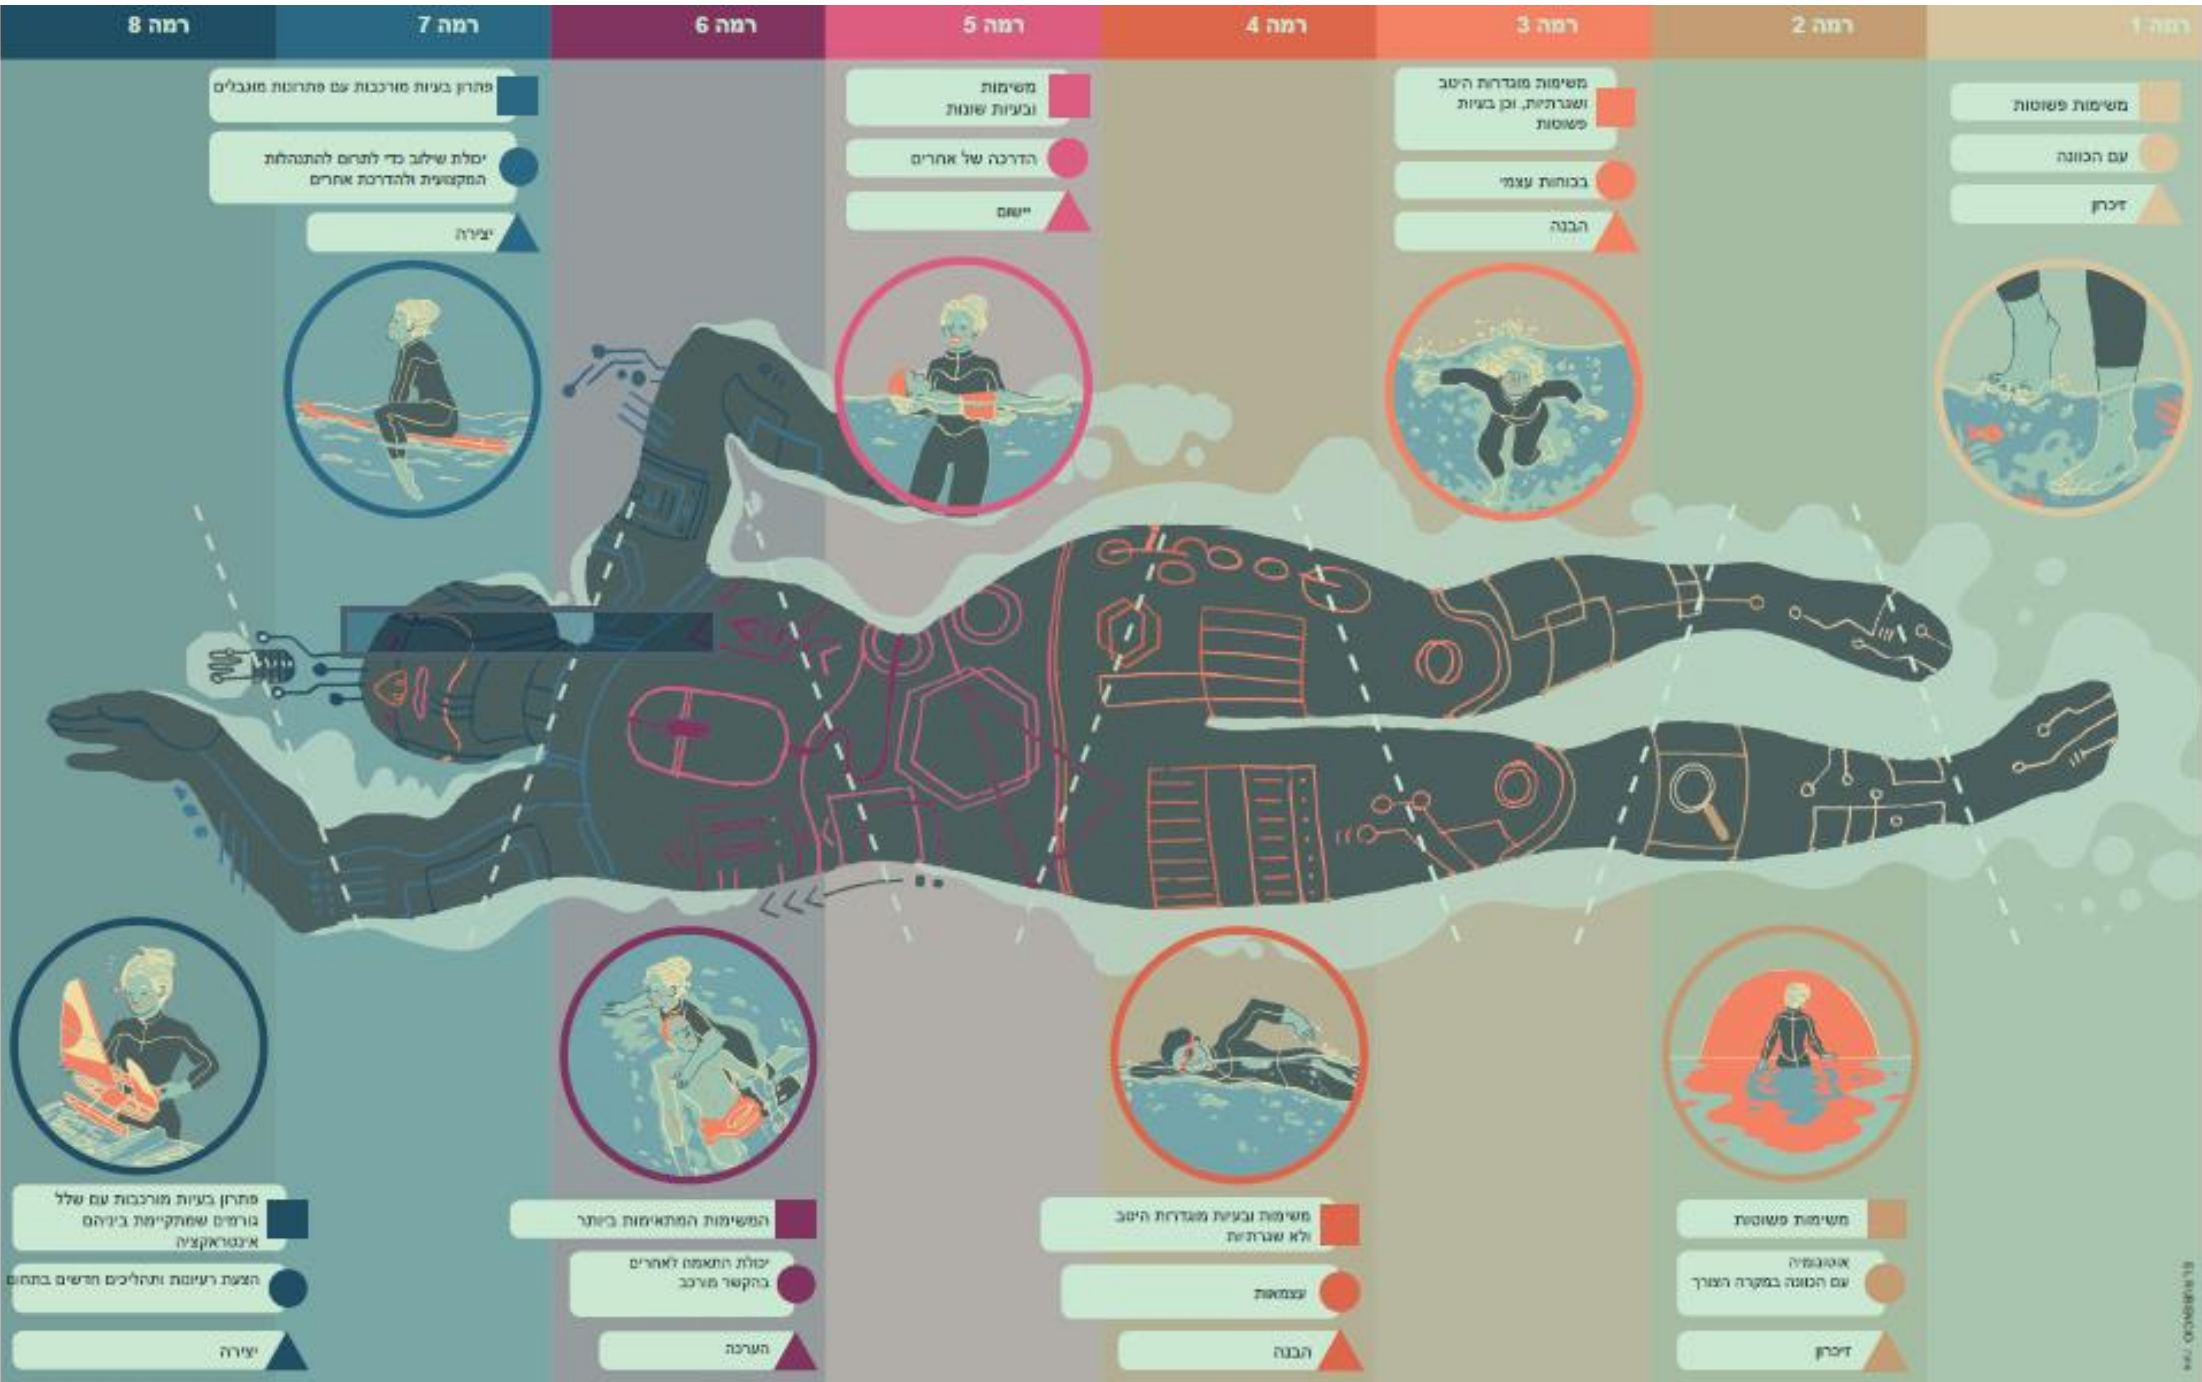 רמה 1
רמה 2
רמה 3
רמה 4
רמה 5
רמה 6
רמה 7
רמה 8
משימות פשוטות
עם הכוונה
זיכרון
משימות מוגדרות היטב
ושגרתיות, וכן בעיות
פשוטות
בכוחות עצמי
הבנה
משימות
ובעיות שונות
הדרכה של אחרים
יישום
פתרון בעיות מורכבות עם פתרונות מוגבלים
יכולת שילוב כדי לתרום להתנהלות
המקצועית ולהדרכת אחרים
יצירה
משימות פשוטות
אוטונומיה
עם הכוונה במקרה הצורך
זיכרון
משימות ובעיות מוגדרות היטב
ולא שגרתיות
עצמאות
הבנה
המשימות המתאימות ביותר
יכולת התאמה לאחרים
בהקשר מורכב
הערכה
פתרון בעיות מורכבות עם שלל
גורמים שמתקיימת ביניהם
אינטראקציה
הצעת רעיונות ותהליכים חדשים בתחום
יצירה